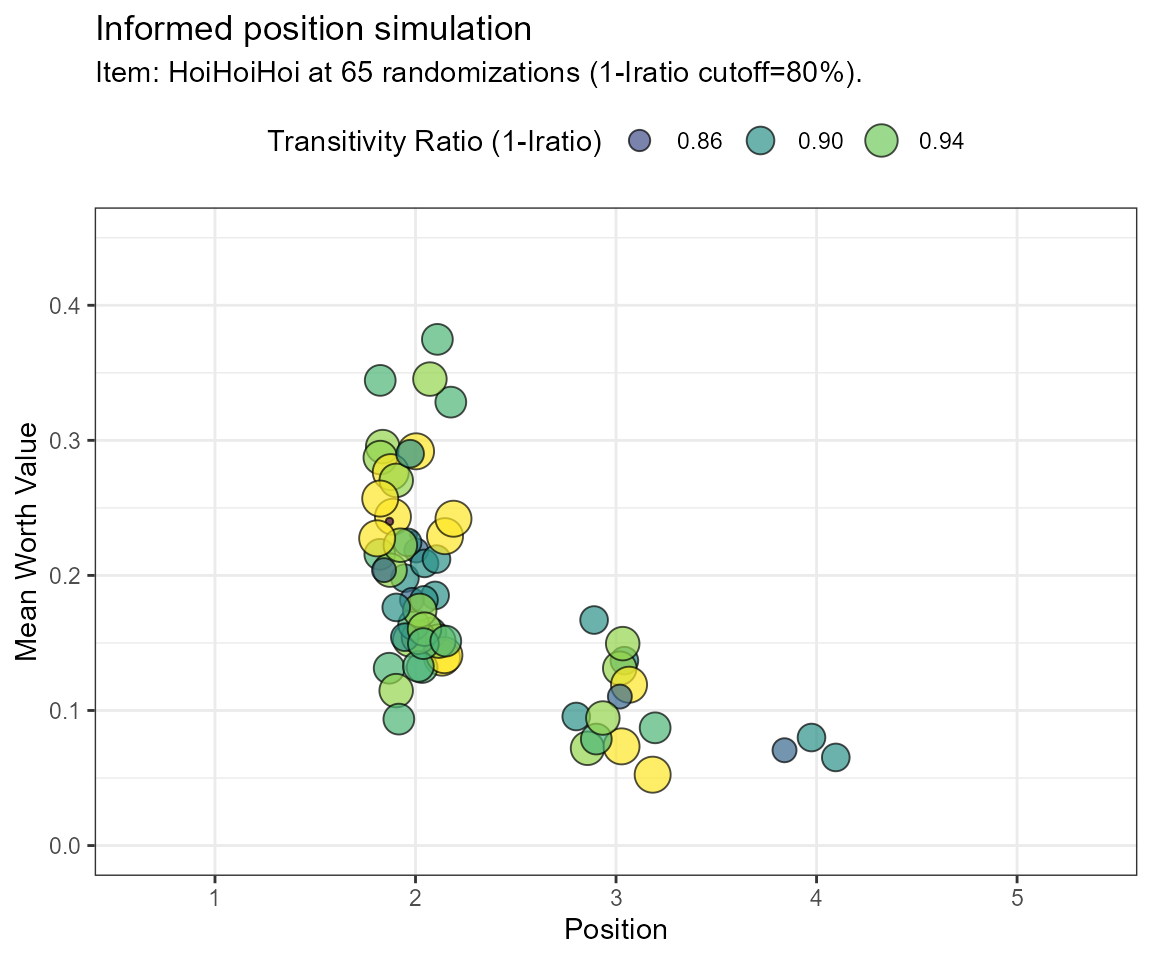 Informed position simulation
Item: HoiHoiHoi at 65 randomizations (1-Iratio cutoff=80%).
Transitivity Ratio (1-Iratio) 0.86 0.90 0.94
0.4
0.3
0.2
0.1
0.0
Mean Worth Value
1 2 3 4 5
Position